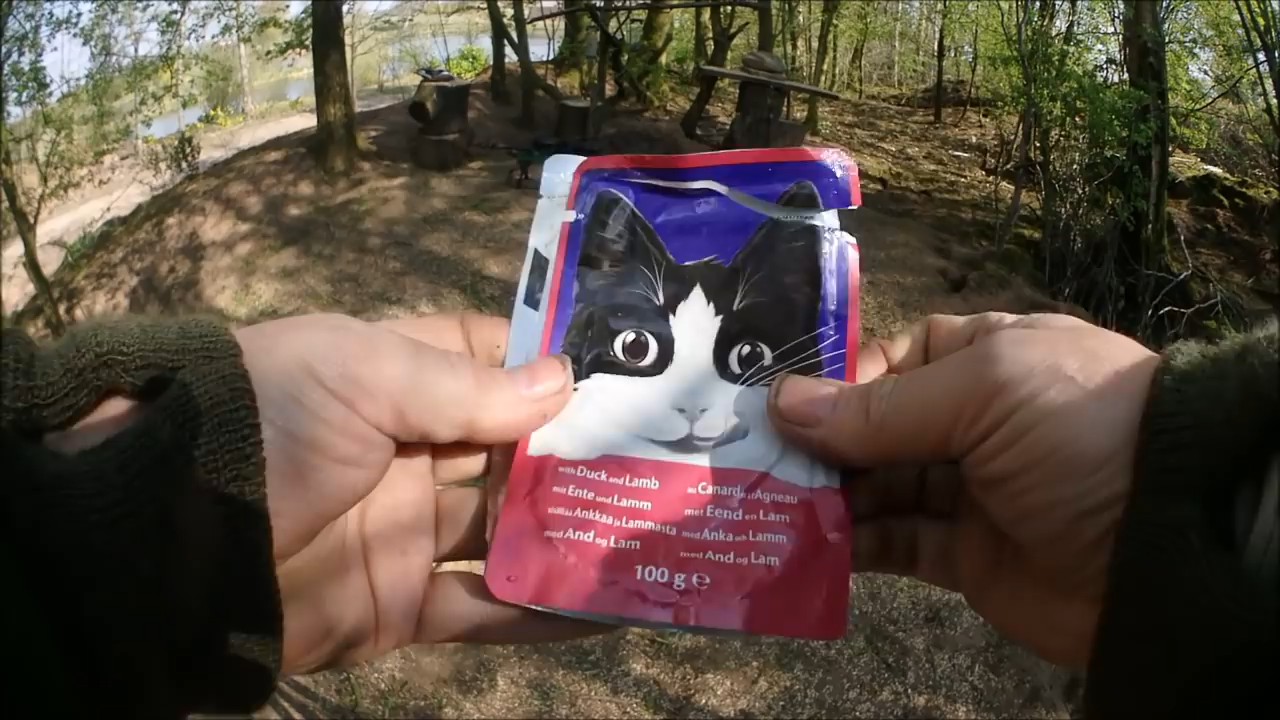 with Duck and Lamb
mit Ente und Lamm
sisältää Ankkaa ja Lammasta
med And og Lam
au Canard et Agneau
met Eend en Lam
med Anka och Lamm
med And og Lam
100 g e